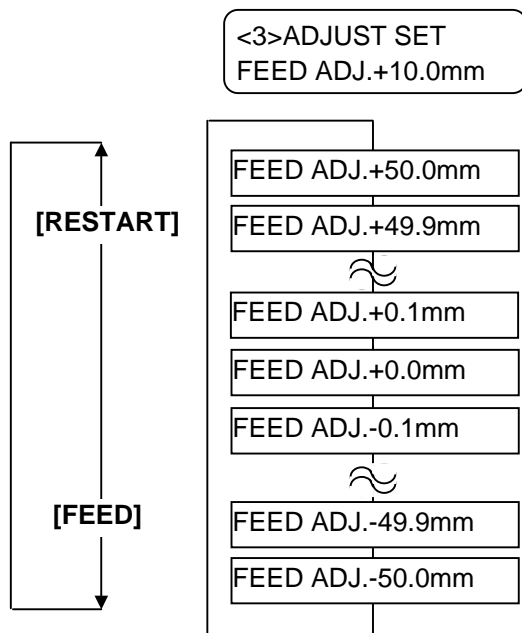 <3>ADJUST SET
FEED ADJ.+10.0mm
FEED ADJ.+50.0mm
[RESTART]
FEED ADJ.+49.9mm
FEED ADJ.+0.1mm
FEED ADJ.+0.0mm
FEED ADJ.-0.1mm
[FEED]
FEED ADJ.-49.9mm
FEED ADJ.-50.0mm